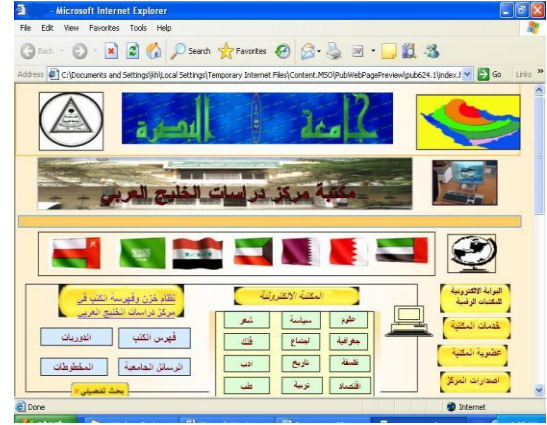 - Microsoft Internet Explorer
File Edit View Favorites Tools Help
Back Search Favorites
Address C:\Documents and Settings\khl\Local Settings\Temporary Internet Files\Content.MSO\PubWebPagePreview\pub624.1\index.h Go Links »
جامعة البصرة
مكتبة مركز دراسات الخليج العربي
البوابة الالكترونية
للمكتبات الرقمية
خدمات المكتبة
عضوية المكتبة
اصدارات المركز
المكتبة الالكترونية
علوم سياسة شعر
جغرافية اجتماع فلك
فلسفة تاريخ ادب
اقتصاد تربية طب
نظام خزن وفهرسة الكتب في
مركز دراسات الخليج العربي
فهرس الكتب الدوريات
الرسائل الجامعية المخطوطات
بحث تفصيلي
Done Internet